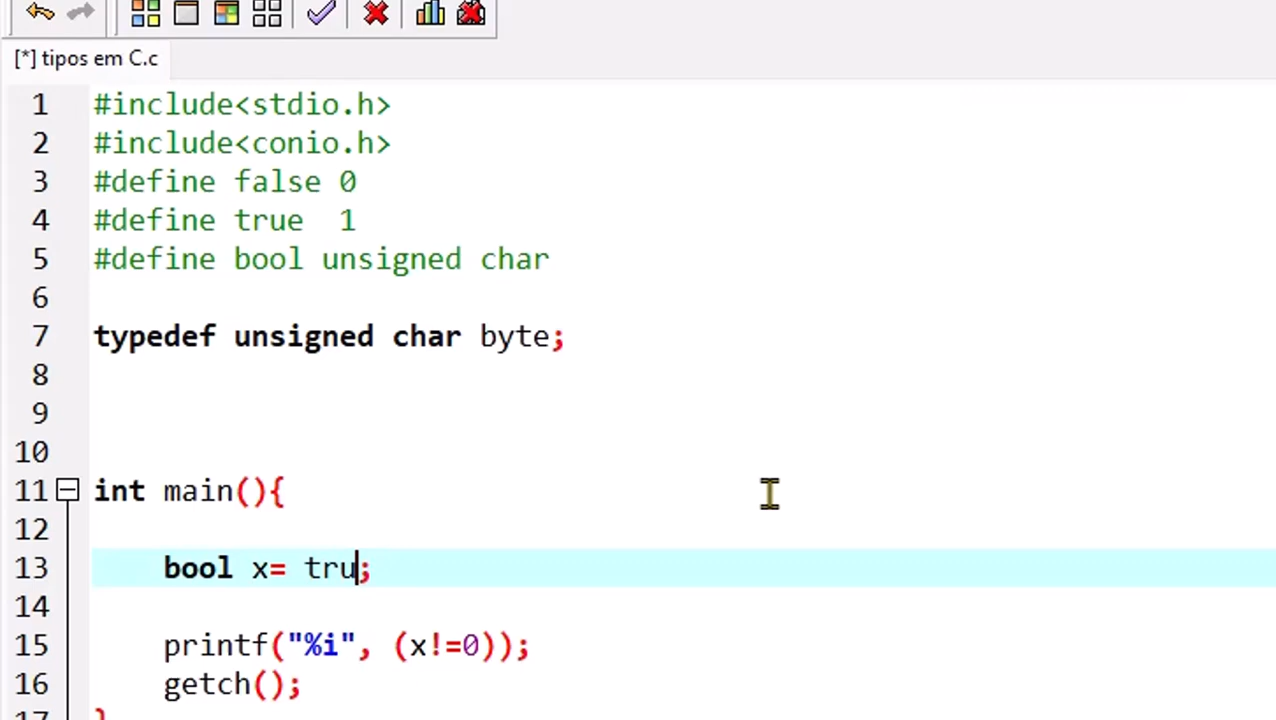 [*] tipos em C.c
1 #include<stdio.h>
2 #include<conio.h>
3 #define false 0
4 #define true  1
5 #define bool unsigned char
6
7 typedef unsigned char byte;
8
9
10
11 int main(){
12
13     bool x= tru;
14
15     printf("%i", (x!=0));
16     getch();
17 }